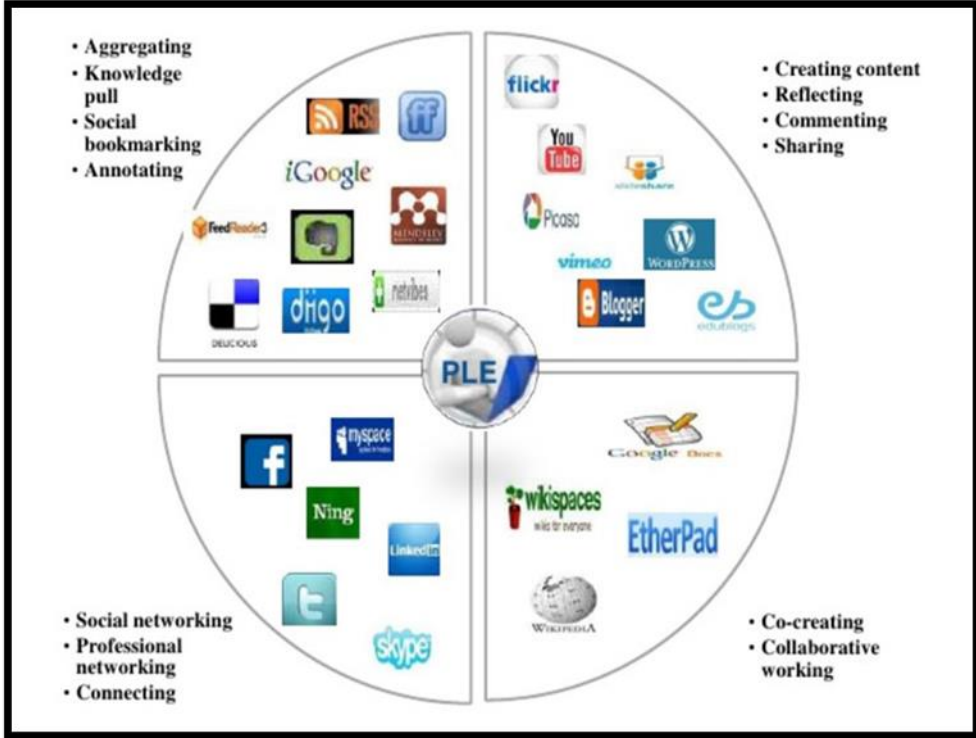 • Aggregating
• Knowledge
pull
• Social
bookmarking
• Annotating
RSS
ff
iGoogle
MENDELEY
FeedReader3
netvibes
diigo
DELICIOUS
• Creating content
• Reflecting
• Commenting
• Sharing
flickr
You
Tube
slideshare
Picasa
WORDPRESS
vimeo
Blogger
edublogs
PLE
f
myspace
Ning
Linked in
t
skype
• Social networking
• Professional
networking
• Connecting
Google Docs
wikispaces
wikis for everyone
EtherPad
WIKIPEDIA
• Co-creating
• Collaborative
working